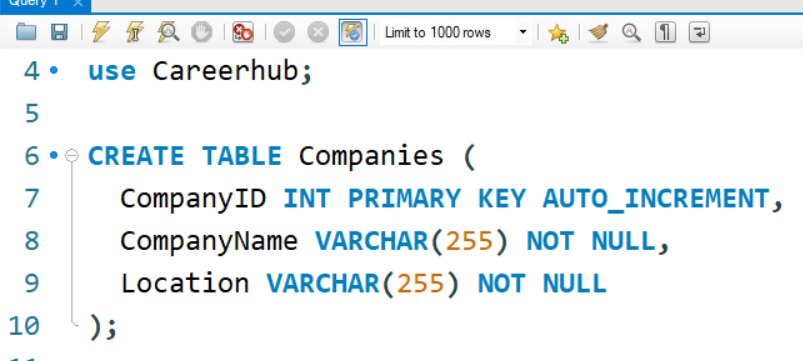 Query 1
Limit to 1000 rows
4 use Careerhub;
5
6 CREATE TABLE Companies (
7 CompanyID INT PRIMARY KEY AUTO_INCREMENT,
8 CompanyName VARCHAR(255) NOT NULL,
9 Location VARCHAR(255) NOT NULL
10 );